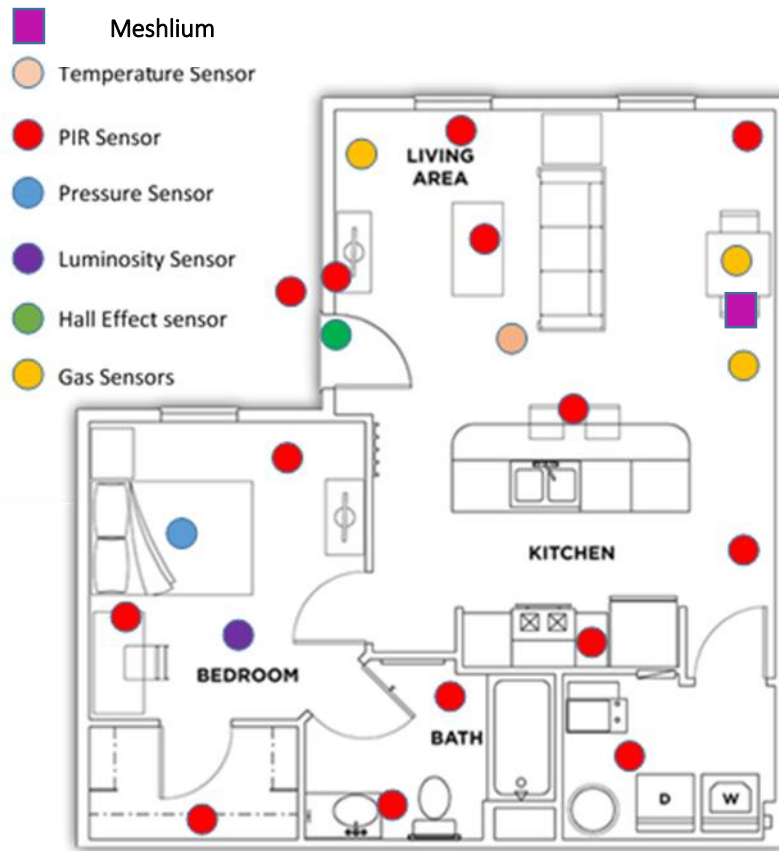 Meshlium
Temperature Sensor
PIR Sensor
Pressure Sensor
Luminosity Sensor
Hall Effect sensor
Gas Sensors
LIVING
AREA
KITCHEN
BEDROOM
BATH
D
W